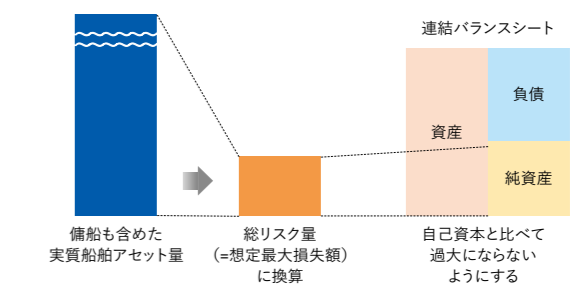 連結バランスシート
負債
資産
純資産
傭船も含めた
実質船舶アセット量
総リスク量
（=想定最大損失額）
に換算
自己資本と比べて
過大にならない
ようにする